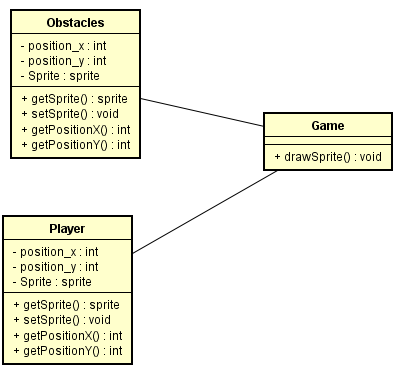 Obstacles
- position_x : int
- position_y : int
- Sprite : sprite
+ getSprite() : sprite
+ setSprite() : void
+ getPositionX() : int
+ getPositionY() : int
Game
+ drawSprite() : void
Player
- position_x : int
- position_y : int
- Sprite : sprite
+ getSprite() : sprite
+ setSprite() : void
+ getPositionX() : int
+ getPositionY() : int